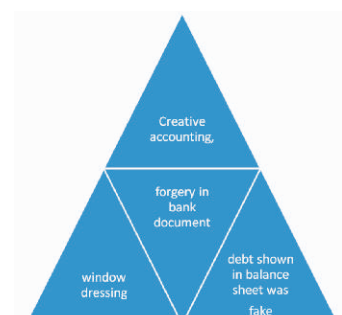 Creative
accounting,
forgery in
bank
document
window
dressing
debt shown
in balance
sheet was
fake